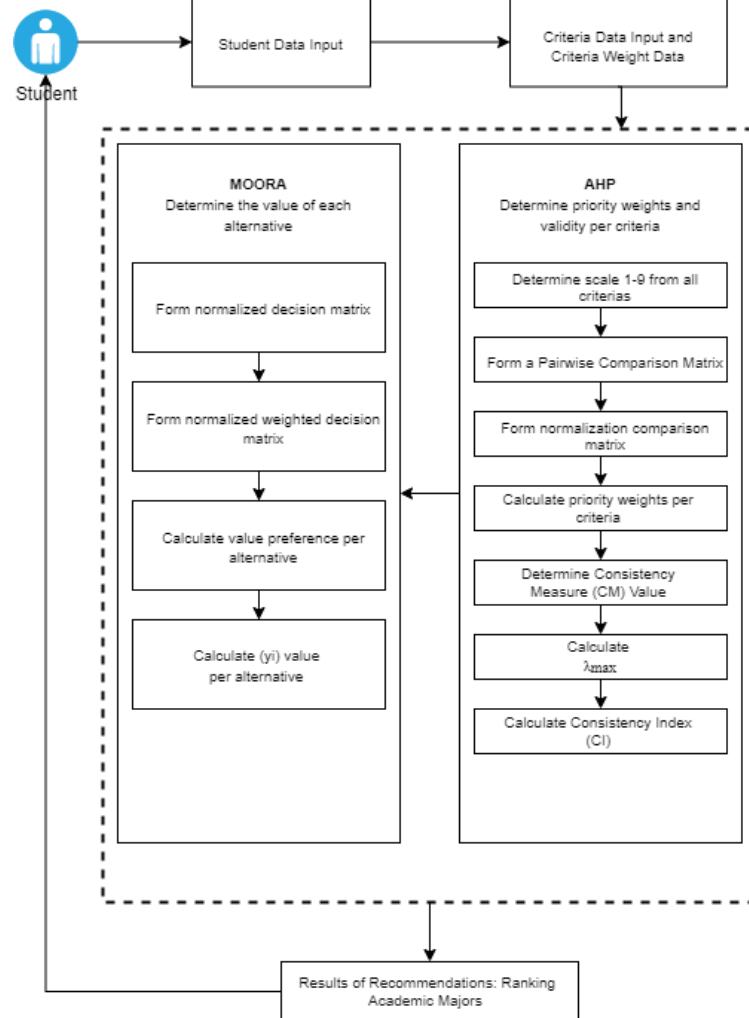 Student
Student Data Input
Criteria Data Input and
Criteria Weight Data
MOORA
Determine the value of each
alternative
Form normalized decision matrix
Form normalized weighted decision
matrix
Calculate value preference per
alternative
Calculate (yi) value
per alternative
AHP
Determine priority weights and
validity per criteria
Determine scale 1-9 from all
criterias
Form a Pairwise Comparison Matrix
Form normalization comparison
matrix
Calculate priority weights per
criteria
Determine Consistency
Measure (CM) Value
Calculate
λmax
Calculate Consistency Index
(CI)
Results of Recommendations: Ranking
Academic Majors